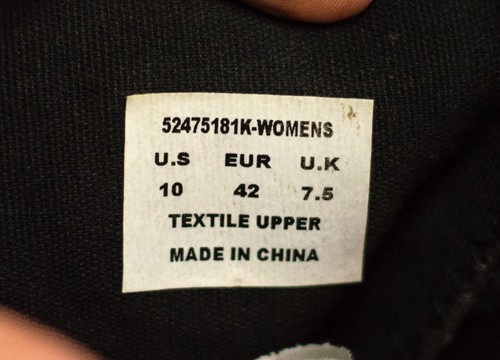 52475181K-WOMENS
U.S EUR U.K
10 42 7.5
TEXTILE UPPER
MADE IN CHINA